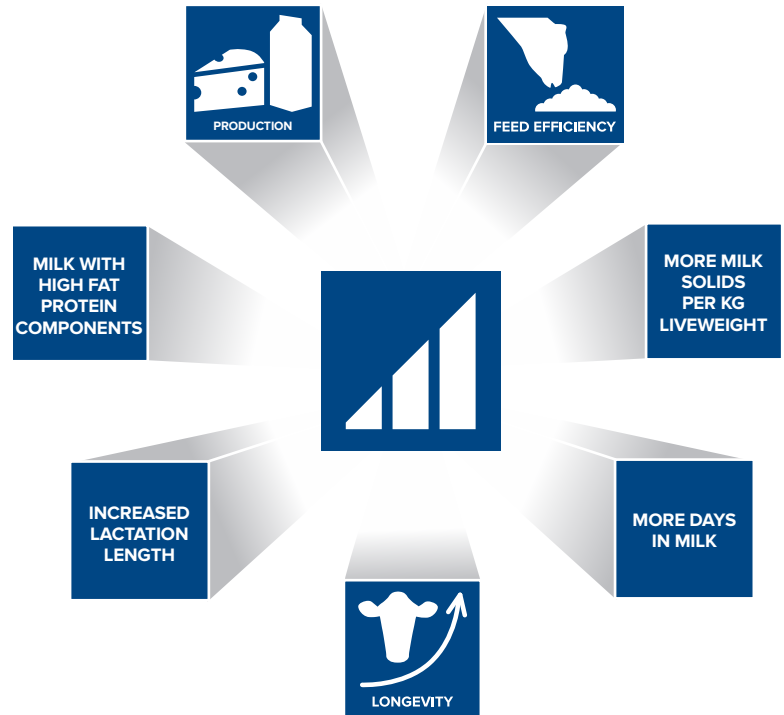 PRODUCTION
FEED EFFICIENCY
MILK WITH
HIGH FAT
PROTEIN
COMPONENTS
MORE MILK
SOLIDS
PER KG
LIVEWEIGHT
INCREASED
LACTATION
LENGTH
MORE DAYS
IN MILK
LONGEVITY